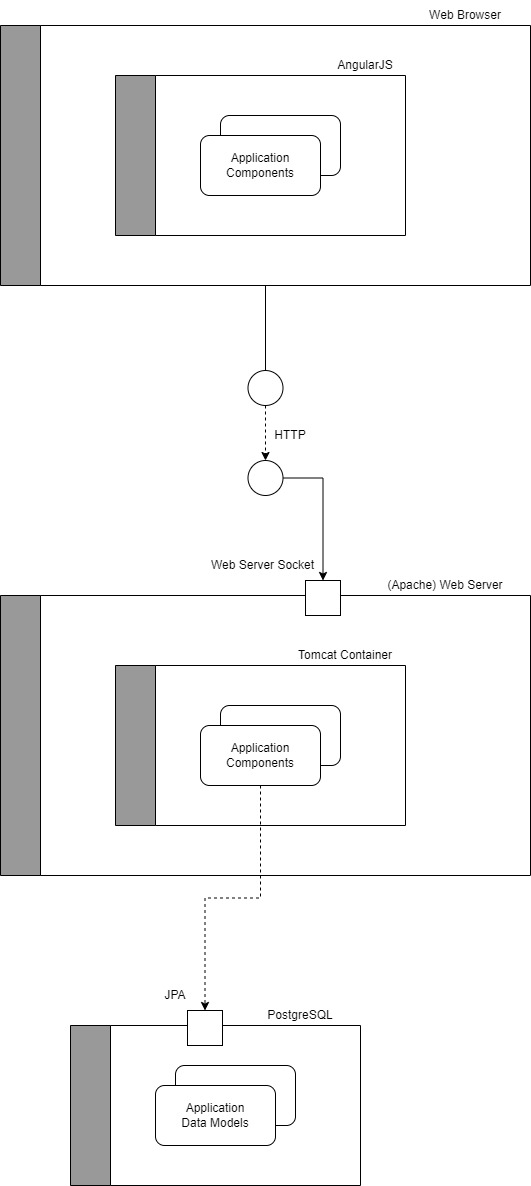 Web Browser
AngularJS
Application
Components
HTTP
Web Server Socket
(Apache) Web Server
Tomcat Container
Application
Components
JPA
PostgreSQL
Application
Data Models